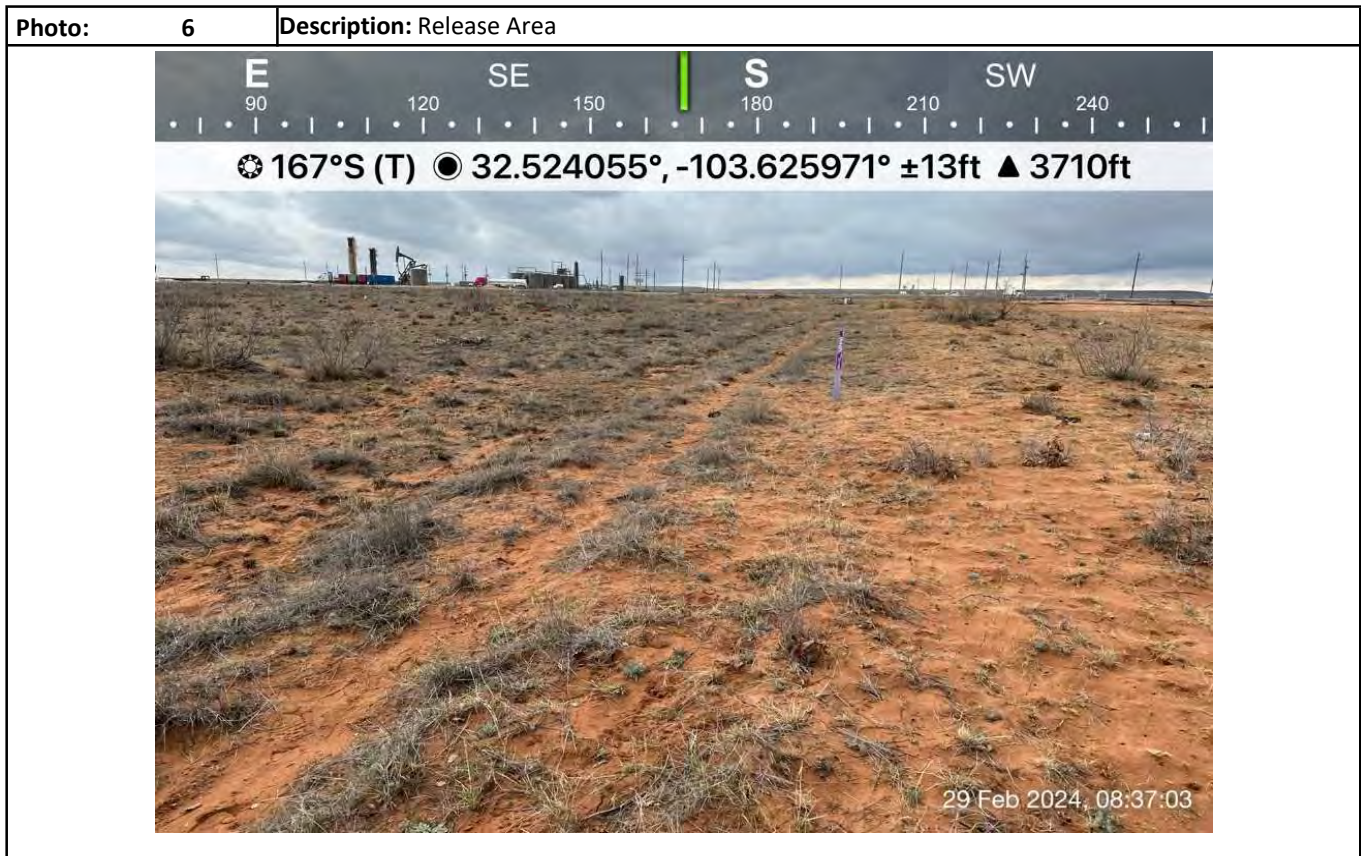 Photo: 6 Description: Release Area
E SE S SW
90 120 150 180 210 240
167°S (T) 32.524055°, -103.625971° ±13ft ▲ 3710ft
29 Feb 2024, 08:37:03